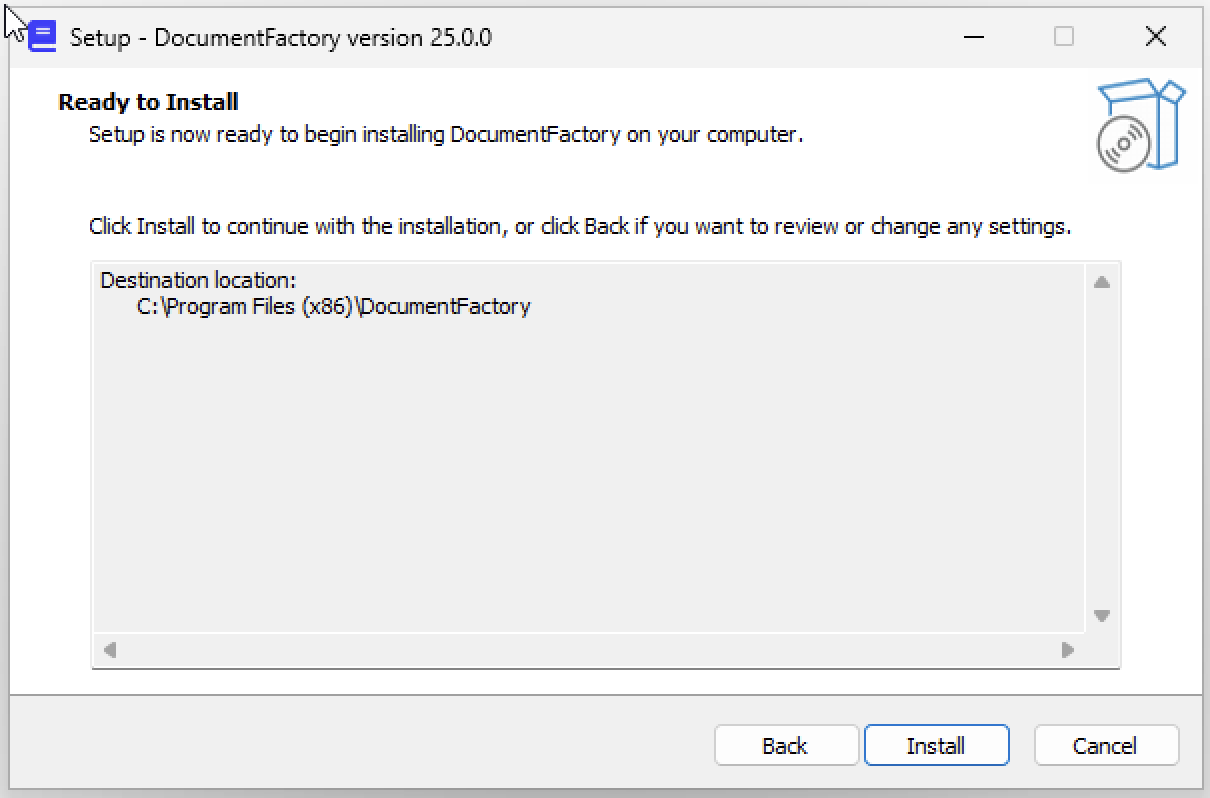 Setup - DocumentFactory version 25.0.0
Ready to Install
Setup is now ready to begin installing DocumentFactory on your computer.
Click Install to continue with the installation, or click Back if you want to review or change any settings.
Destination location:
C:\Program Files (x86)\DocumentFactory
Back
Install
Cancel